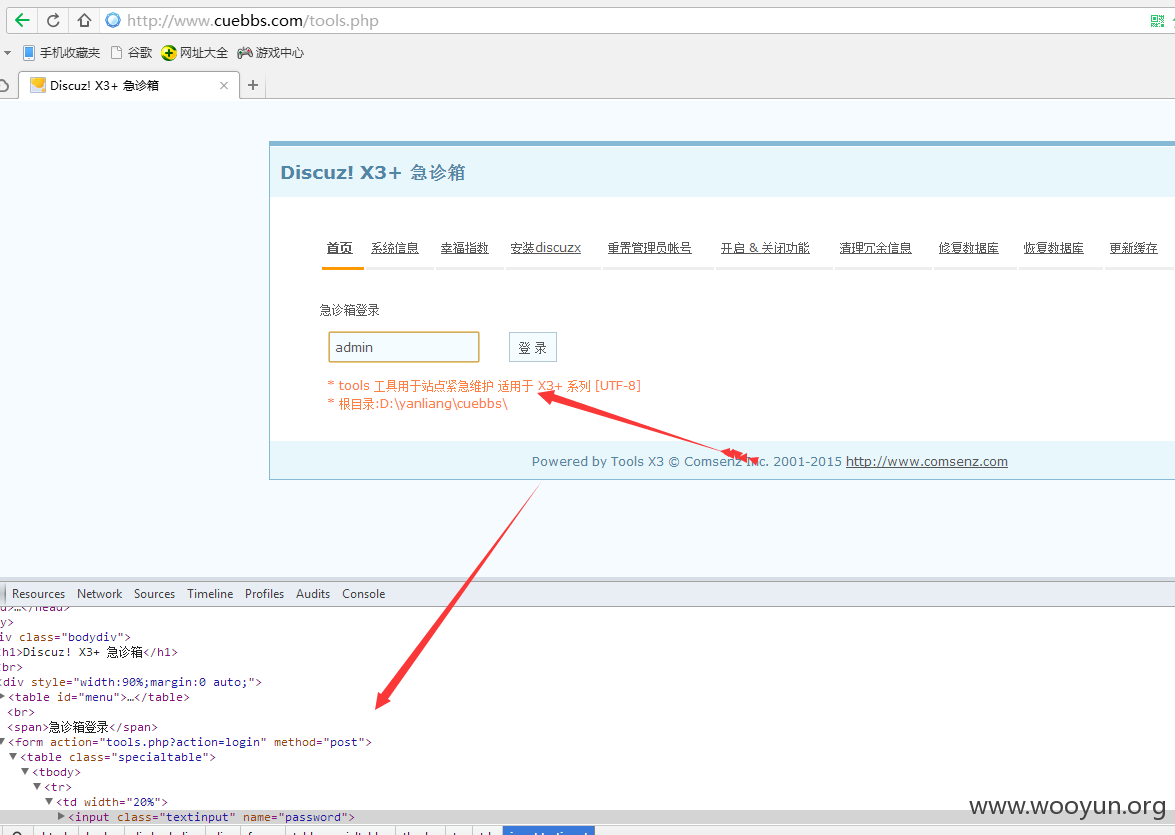 http://www.cuebbs.com/tools.php
手机收藏夹 谷歌 网址大全 游戏中心
Discuz! X3+ 急诊箱
Discuz! X3+ 急诊箱
首页 系统信息 幸福指数 安装discuzx 重置管理员帐号 开启 & 关闭功能 清理冗余信息 修复数据库 恢复数据库 更新缓存
急诊箱登录
admin 登 录
* tools 工具用于站点紧急维护 适用于 X3+ 系列 [UTF-8]
* 根目录:D:\yanliang\cuebbs\
Powered by Tools X3 © Comsenz Inc. 2001-2015 http://www.comsenz.com
Resources Network Sources Timeline Profiles Audits Console
…</head>
y>
iv class="bodydiv">
h1>Discuz! X3+ 急诊箱</h1>
br>
div style="width:90%;margin:0 auto;">
<table id="menu">…</table>
<br>
<span>急诊箱登录</span>
<form action="tools.php?action=login" method="post">
<table class="specialtable">
<tbody>
<tr>
<td width="20%">
<input class="textinput" name="password">
www.wooyun.org